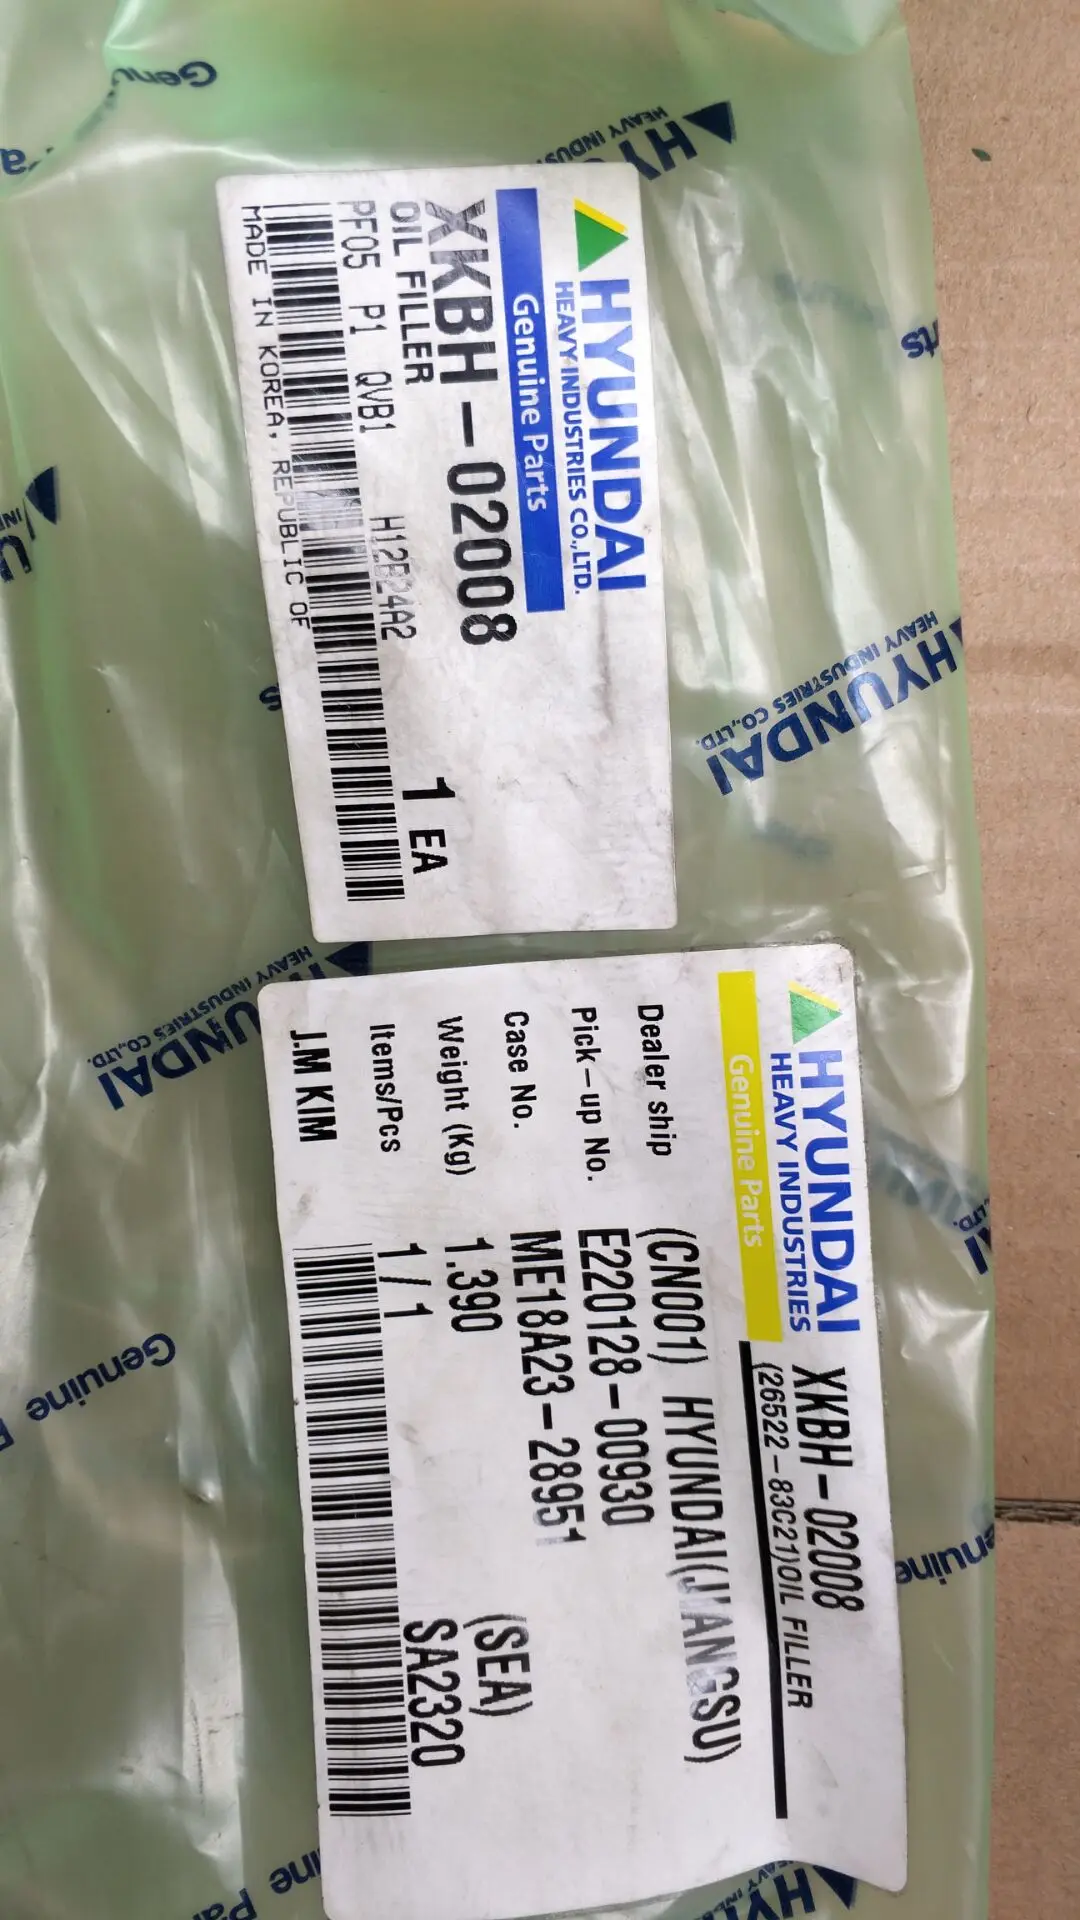 HYUNDAI
HEAVY INDUSTRIES CO.,LTD.
Genuine Parts
XKBH-02008
OIL FILLER
1 EA
PF05 P1 QVB1 H12B24A2
MADE IN KOREA, REPUBLIC OF
HYUNDAI
HEAVY INDUSTRIES
Genuine Parts
XKBH-02008
(26522-83C21)OIL FILLER
Dealer ship (CN001) HYUNDAI(JIANGSU)
Pick-up No. E220128-00930
Case No. ME18A23-28951
Weight (Kg) 1.390 (SEA)
Items/Pcs 1 / 1 SA2320
J.M KIM
HYUNDAI
HEAVY INDUSTRIES CO.,LTD.
Genuine